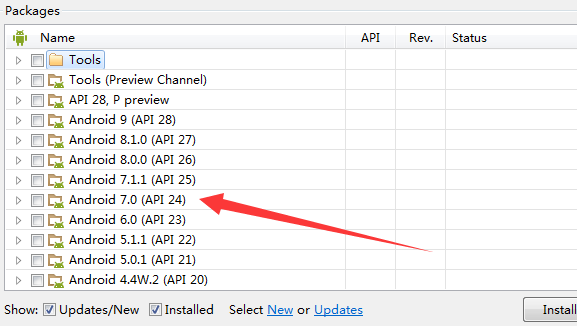 Packages
Name API Rev. Status
Tools
Tools (Preview Channel)
API 28, P preview
Android 9 (API 28)
Android 8.1.0 (API 27)
Android 8.0.0 (API 26)
Android 7.1.1 (API 25)
Android 7.0 (API 24)
Android 6.0 (API 23)
Android 5.1.1 (API 22)
Android 5.0.1 (API 21)
Android 4.4W.2 (API 20)
Show: Updates/New Installed Select New or Updates Install